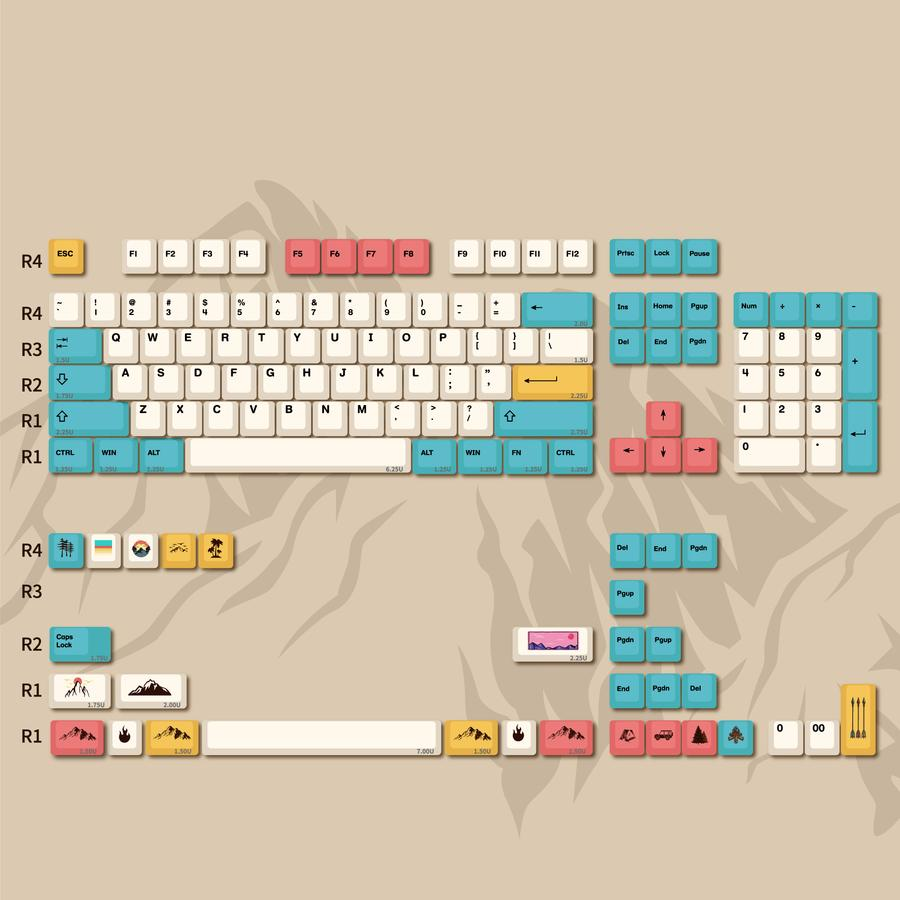 R4 ESC F1 F2 F3 F4 F5 F6 F7 F8 F9 F10 F11 F12 Prtsc Lock Pause
~ ! @ # $ % ^ & * ( ) - + Ins Home Pgup Num ÷ × -
R4 ` 1 2 3 4 5 6 7 8 9 0 - = 2.0U
R3 Q W E R T Y U I O P { } | Del End Pgdn 7 8 9 +
[ ] \
1.5U 1.5U
R2 A S D F G H J K L : ” 4 5 6
; ,
1.75U 2.25U
R1 Z X C V B N M < > ? 1 2 3
, . /
2.25U 2.75U
R1 CTRL WIN ALT ALT WIN FN CTRL 0 .
1.25U 1.25U 1.25U 6.25U 1.25U 1.25U 1.25U 1.25U
R4 Del End Pgdn
R3 Pgup
R2 Caps Pgdn Pgup
Lock
1.75U 2.25U
R1 End Pgdn Del
1.75U 2.00U
R1 0 00
1.50U 1.50U 7.00U 1.50U 1.50U